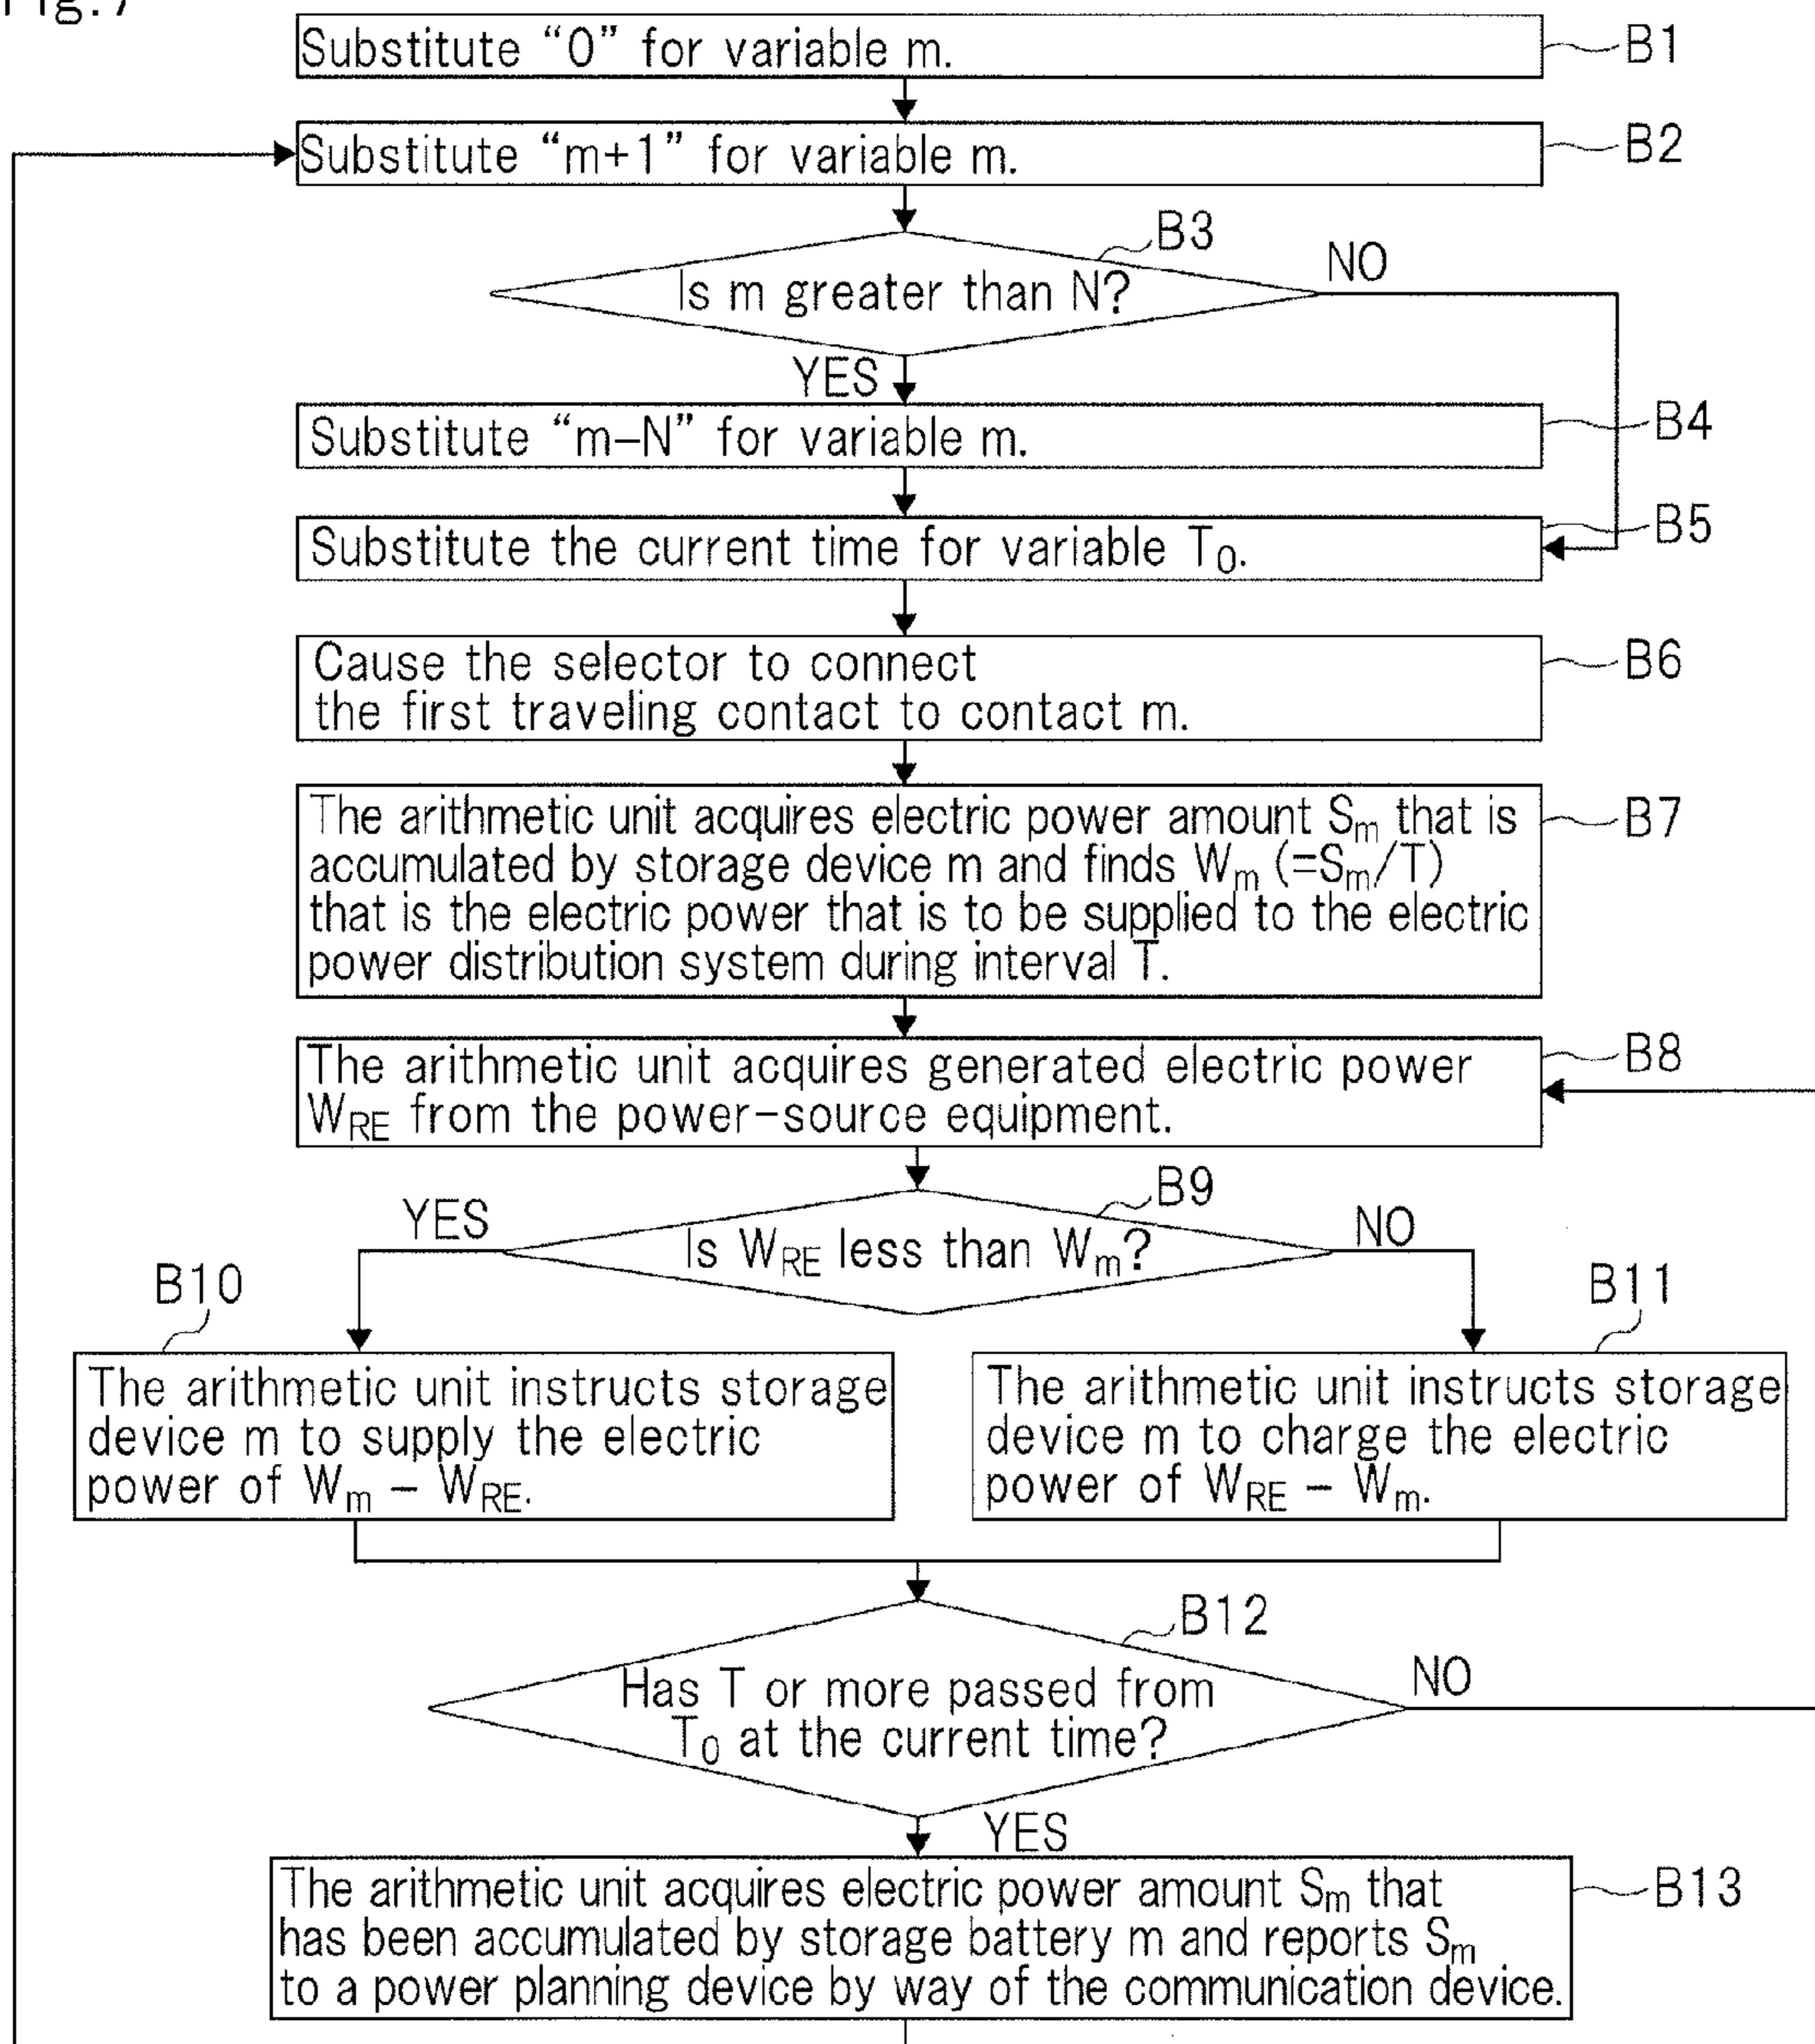 Fig.7
Substitute “0” for variable m.
B1
Substitute “m+1” for variable m.
B2
B3
Is m greater than N?
NO
YES
Substitute “m−N” for variable m.
B4
Substitute the current time for variable T0.
B5
Cause the selector to connect
the first traveling contact to contact m.
B6
The arithmetic unit acquires electric power amount Sm that is
accumulated by storage device m and finds Wm (=Sm/T)
that is the electric power that is to be supplied to the electric
power distribution system during interval T.
B7
The arithmetic unit acquires generated electric power
WRE from the power-source equipment.
B8
B9
YES
Is WRE less than Wm?
NO
B10
B11
The arithmetic unit instructs storage
device m to supply the electric
power of Wm − WRE.
The arithmetic unit instructs storage
device m to charge the electric
power of WRE − Wm.
B12
Has T or more passed from
T0 at the current time?
NO
YES
The arithmetic unit acquires electric power amount Sm that
has been accumulated by storage battery m and reports Sm
to a power planning device by way of the communication device.
B13